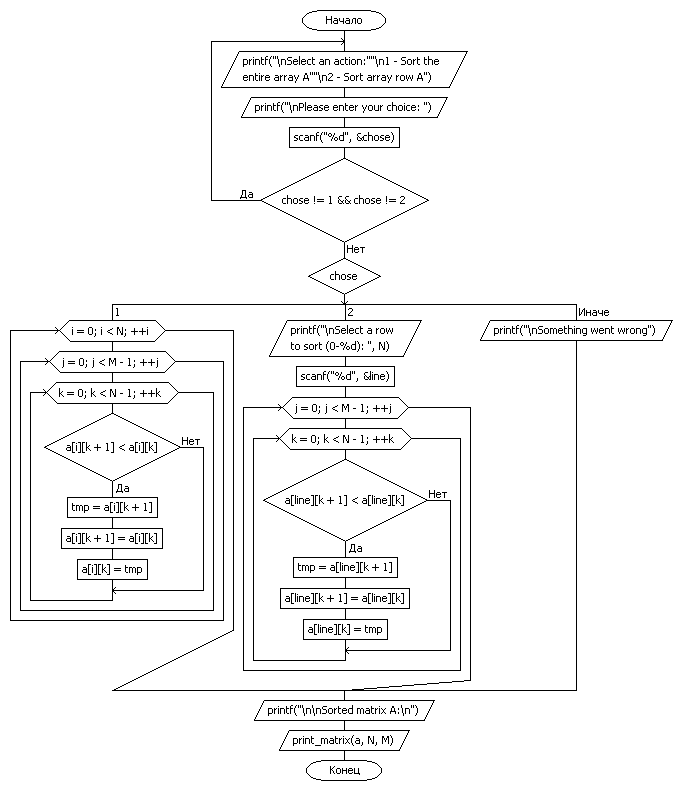 Начало
printf("\nSelect an action:""\n1 - Sort the
entire array A""\n2 - Sort array row A")
printf("\nPlease enter your choice: ")
scanf("%d", &chose)
Да
chose != 1 && chose != 2
Нет
chose
1
2
Иначе
i = 0; i < N; ++i
j = 0; j < M - 1; ++j
k = 0; k < N - 1; ++k
a[i][k + 1] < a[i][k]
Нет
Да
tmp = a[i][k + 1]
a[i][k + 1] = a[i][k]
a[i][k] = tmp
printf("\nSelect a row
to sort (0-%d): ", N)
scanf("%d", &line)
j = 0; j < M - 1; ++j
k = 0; k < N - 1; ++k
a[line][k + 1] < a[line][k]
Нет
Да
tmp = a[line][k + 1]
a[line][k + 1] = a[line][k]
a[line][k] = tmp
printf("\nSomething went wrong")
printf("\n\nSorted matrix A:\n")
print_matrix(a, N, M)
Конец